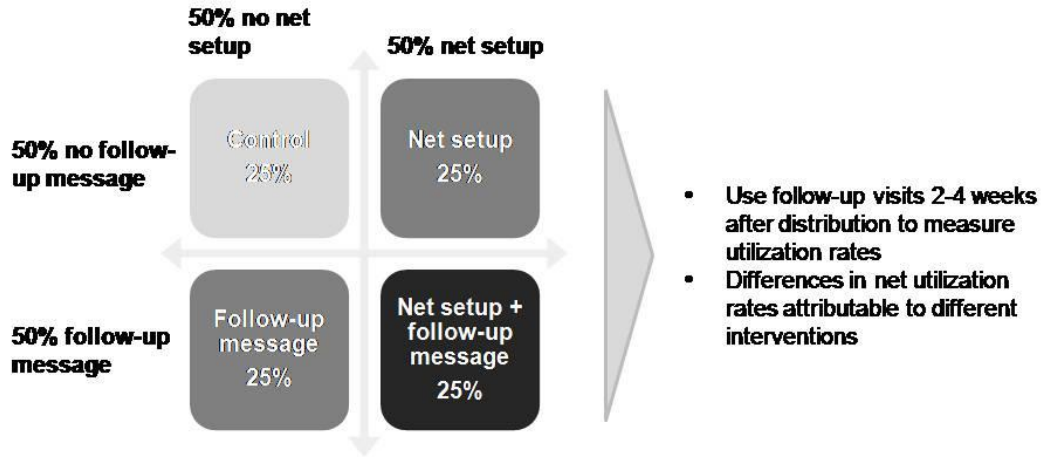 50% no net
setup
50% net setup
50% no follow-
up message
Control
25%
Net setup
25%
50% follow-up
message
Follow-up
message
25%
Net setup +
follow-up
message
25%
• Use follow-up visits 2-4 weeks
after distribution to measure
utilization rates
• Differences in net utilization
rates attributable to different
interventions